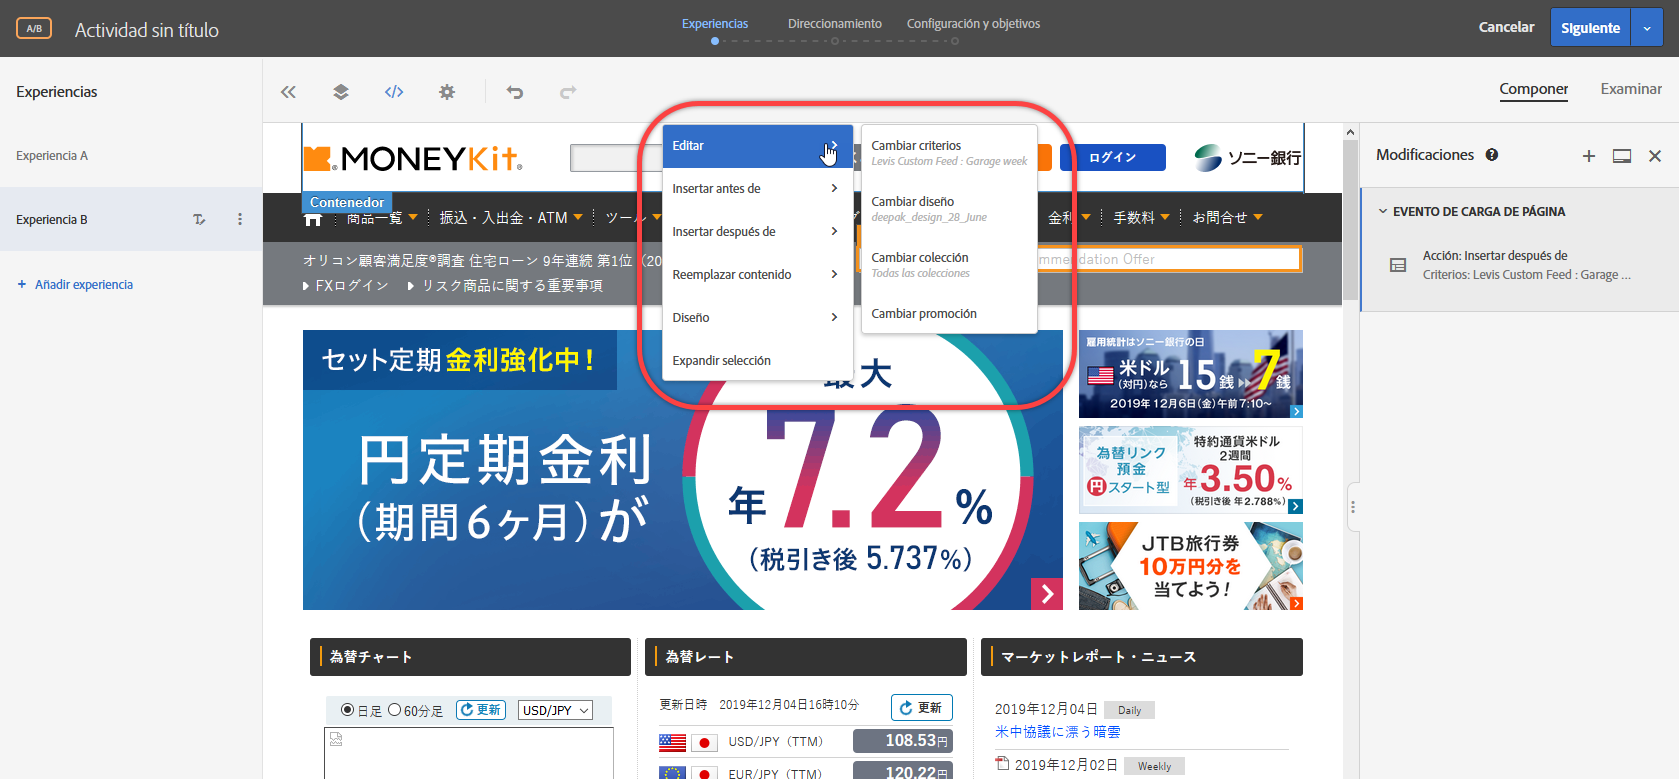 A/B
Actividad sin título
Experiencias
Direccionamiento
Configuración y objetivos
Cancelar
Siguiente
Experiencias
Componer
Examinar
Experiencia A
Experiencia B
+ Añadir experiencia
MONEYKit
ログイン
ソニー銀行
Contenedor
商品一覧
振込・入出金・ATM
ツール
金利
手数料
お問合せ
オリコン顧客満足度®調査 住宅ローン 9年連続 第1位（20
mmendation Offer
FXログイン
リスク商品に関する重要事項
Editar
Insertar antes de
Insertar después de
Reemplazar contenido
Diseño
Expandir selección
Cambiar criterios
Levis Custom Feed : Garage week
Cambiar diseño
deepak_design_28_June
Cambiar colección
Todas las colecciones
Cambiar promoción
Modificaciones
EVENTO DE CARGA DE PÁGINA
Acción: Insertar después de
Criterios: Levis Custom Feed : Garage ...
セット定期 金利強化中！
円定期金利
（期間6ヶ月）が
最大
年7.2%
（税引き後 5.737%）
雇用統計はソニー銀行の日
米ドル
（対円）なら
15銭
7銭
2019年12月6日(金)午前7:10～
為替リンク
預金
円スタート型
特約通貨米ドル
2週間
年3.50%
（税引き後 年2.788%）
JTB旅行券
10万円分を
当てよう！
為替チャート
為替レート
マーケットレポート・ニュース
日足
60分足
更新
USD/JPY
更新日時 2019年12月04日16時10分
更新
USD/JPY（TTM）
108.53円
EUR/JPY（TTM）
120.22円
2019年12月04日
Daily
米中協議に漂う暗雲
2019年12月02日
Weekly